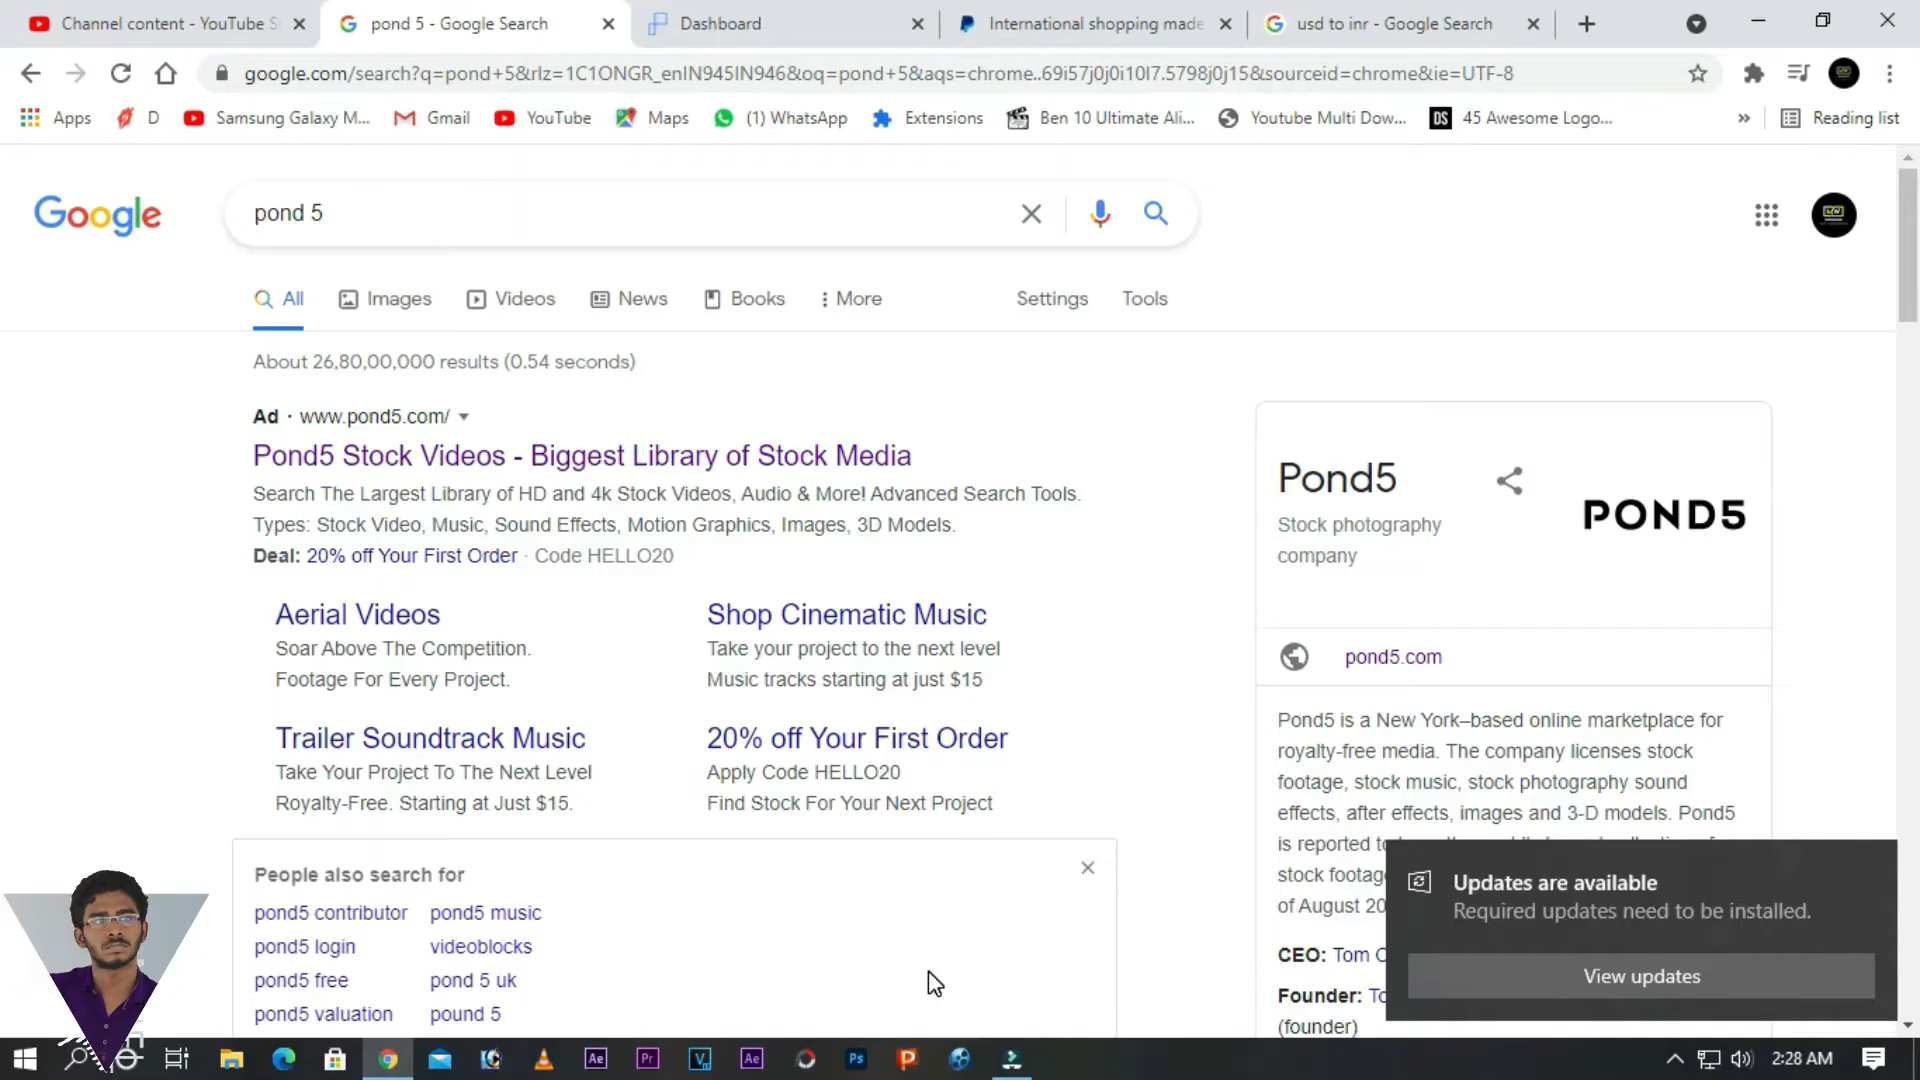 Channel content - YouTube S
pond 5 - Google Search
Dashboard
International shopping made
usd to inr - Google Search
google.com/search?q=pond+5&rlz=1C1ONGR_enIN945IN946&oq=pond+5&aqs=chrome..69i57j0j0i10l7.5798j0j15&sourceid=chrome&ie=UTF-8
Apps
D
Samsung Galaxy M...
Gmail
YouTube
Maps
(1) WhatsApp
Extensions
Ben 10 Ultimate Ali...
Youtube Multi Dow...
DS
45 Awesome Logo...
»
Reading list
Google
pond 5
All
Images
Videos
News
Books
More
Settings
Tools
About 26,80,00,000 results (0.54 seconds)
Ad · www.pond5.com/
Pond5 Stock Videos - Biggest Library of Stock Media
Search The Largest Library of HD and 4k Stock Videos, Audio & More! Advanced Search Tools.
Types: Stock Video, Music, Sound Effects, Motion Graphics, Images, 3D Models.
Deal: 20% off Your First Order · Code HELLO20
Aerial Videos
Soar Above The Competition.
Footage For Every Project.
Shop Cinematic Music
Take your project to the next level
Music tracks starting at just $15
Trailer Soundtrack Music
Take Your Project To The Next Level
Royalty-Free. Starting at Just $15.
20% off Your First Order
Apply Code HELLO20
Find Stock For Your Next Project
People also search for
pond5 contributor
pond5 music
pond5 login
videoblocks
pond5 free
pond 5 uk
pond5 valuation
pound 5
Pond5
Stock photography
company
POND5
pond5.com
Pond5 is a New York–based online marketplace for
royalty-free media. The company licenses stock
footage, stock music, stock photography sound
effects, after effects, images and 3-D models. Pond5
is reported to
stock footag
of August 20
CEO: Tom C
Founder: To
(founder)
Updates are available
Required updates need to be installed.
View updates
Ae
Pr
V
Ae
Ps
P
2:28 AM